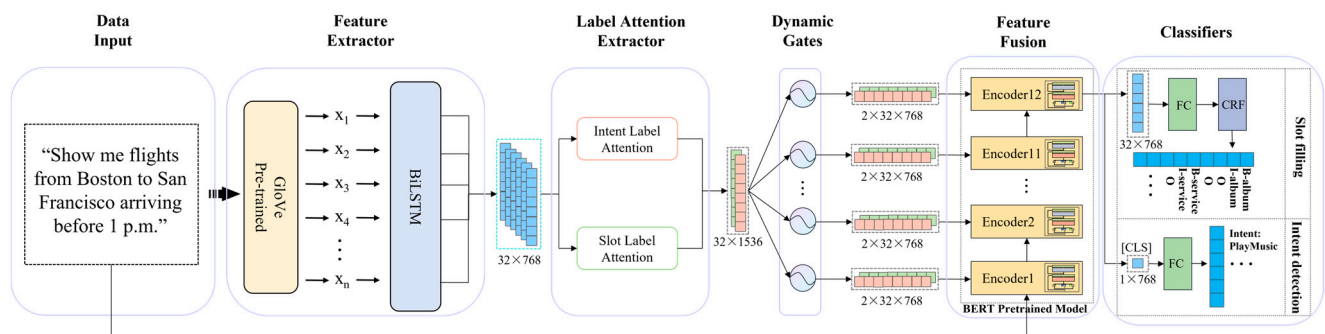 Data
Input
Feature
Extractor
Label Attention
Extractor
Dynamic
Gates
Feature
Fusion
Classifiers
“Show me flights
from Boston to San
Francisco arriving
before 1 p.m.”
GloVe
Pre-trained
x1
x2
x3
x4
xn
BiLSTM
32×768
Intent Label
Attention
Slot Label
Attention
32×1536
2×32×768
2×32×768
2×32×768
2×32×768
Encoder12
Encoder11
Encoder2
Encoder1
BERT Pretrained Model
32×768
FC
CRF
B-album
I-album
O
O
B-service
I-service
O
Slot filling
[CLS]
1×768
FC
Intent:
PlayMusic
Intent detection